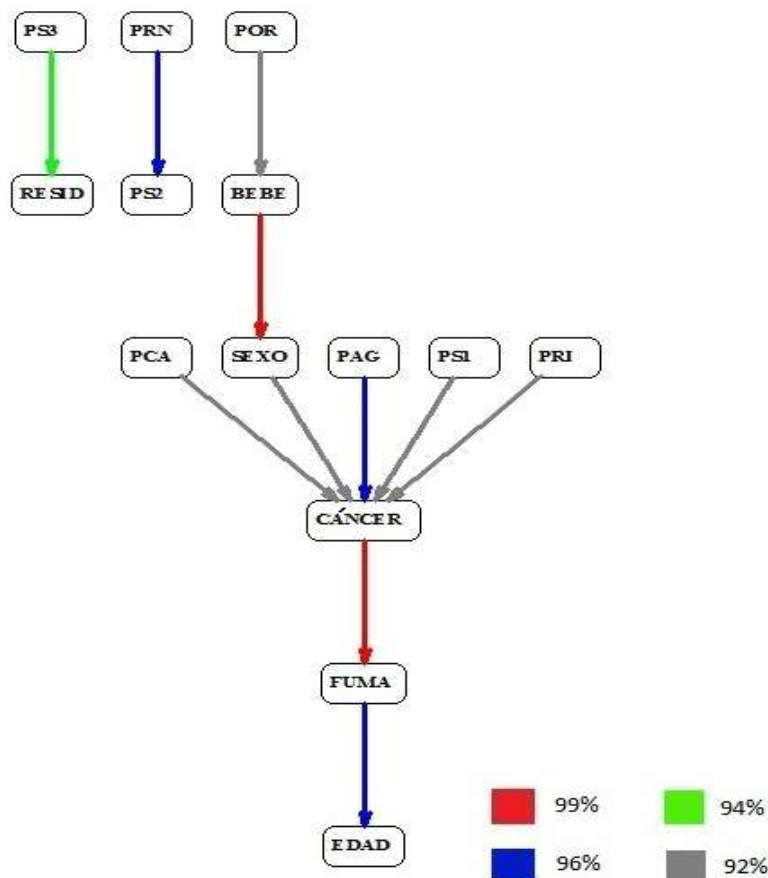 PS3 PRN POR
RESID PS2 BEBE
PCA SEXO PAG PS1 PRI
CÁNCER
FUMA
EDAD
99% 94%
96% 92%